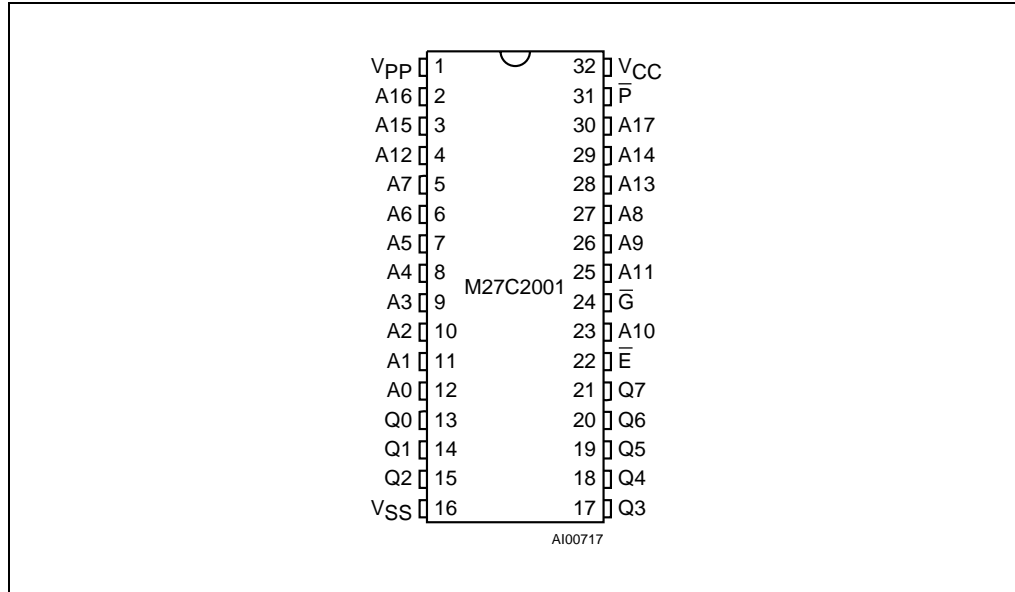 VPP 1 32 VCC
A16 2 31 P̅
A15 3 30 A17
A12 4 29 A14
A7 5 28 A13
A6 6 27 A8
A5 7 26 A9
A4 8 25 A11
M27C2001
A3 9 24 G̅
A2 10 23 A10
A1 11 22 E̅
A0 12 21 Q7
Q0 13 20 Q6
Q1 14 19 Q5
Q2 15 18 Q4
VSS 16 17 Q3
AI00717